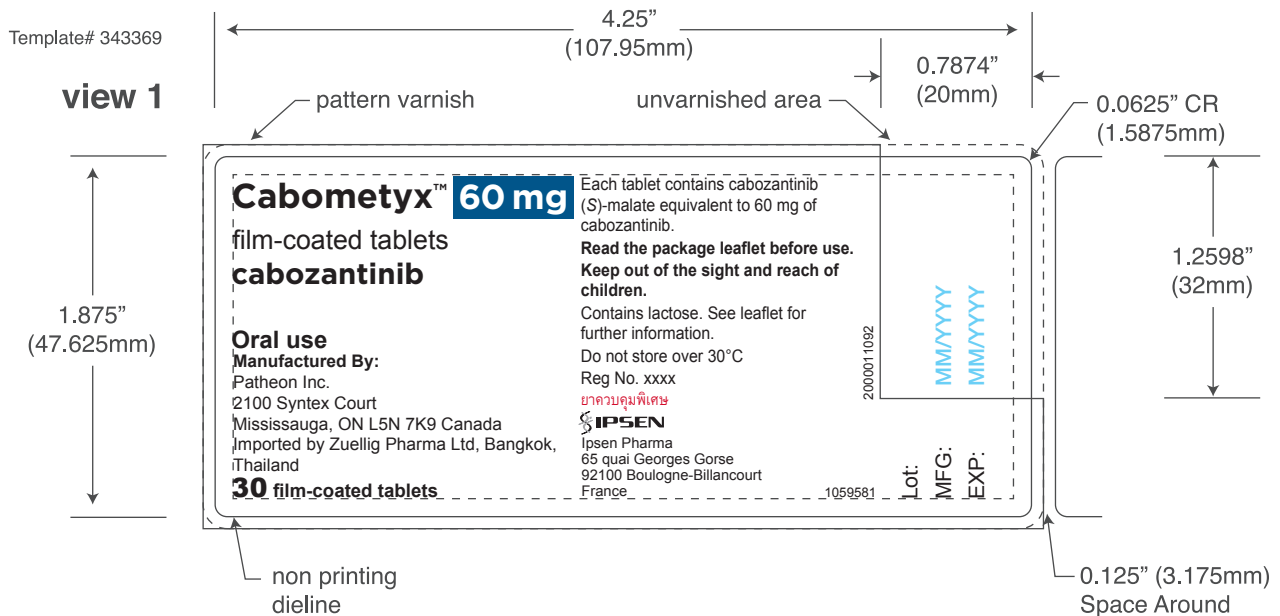 Template# 343369
view 1
4.25”
(107.95mm)
0.7874”
(20mm)
pattern varnish
unvarnished area
0.0625” CR
(1.5875mm)
1.875”
(47.625mm)
1.2598”
(32mm)
Cabometyx™ 60 mg
film-coated tablets
cabozantinib
Oral use
Manufactured By:
Patheon Inc.
2100 Syntex Court
Mississauga, ON L5N 7K9 Canada
Imported by Zuellig Pharma Ltd, Bangkok,
Thailand
30 film-coated tablets
Each tablet contains cabozantinib
(S)-malate equivalent to 60 mg of
cabozantinib.
Read the package leaflet before use.
Keep out of the sight and reach of
children.
Contains lactose. See leaflet for
further information.
Do not store over 30°C
Reg No. xxxx
ยาควบคุมพิเศษ
IPSEN
Ipsen Pharma
65 quai Georges Gorse
92100 Boulogne-Billancourt
France
1059581
2000011092
Lot:
MFG: MM/YYYY
EXP: MM/YYYY
non printing
dieline
0.125” (3.175mm)
Space Around